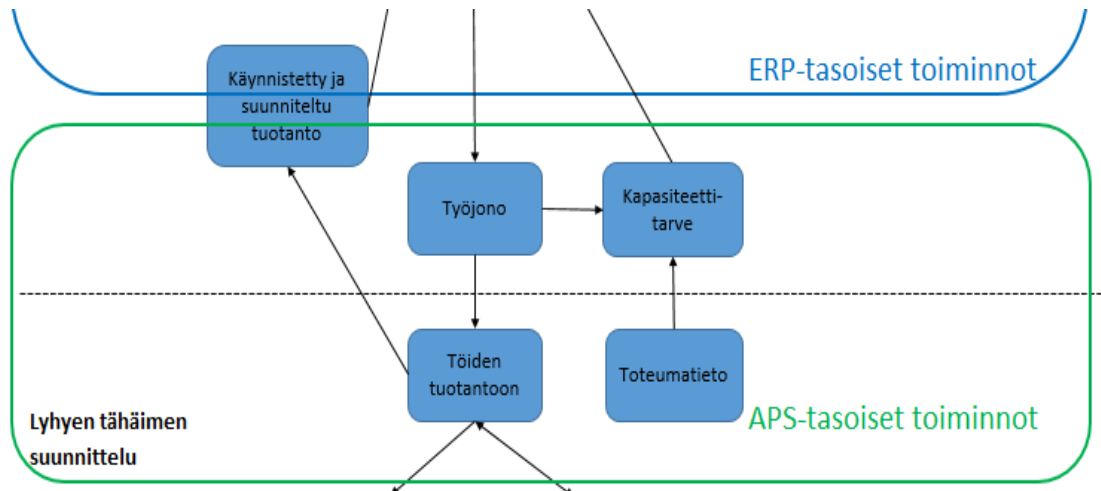 ERP-tasoiset toiminnot
Käynnistetty ja
suunniteltu
tuotanto
Työjono
Kapasiteetti-
tarve
Töiden
tuotantoon
Toteumatieto
Lyhyen tähäimen
suunnittelu
APS-tasoiset toiminnot